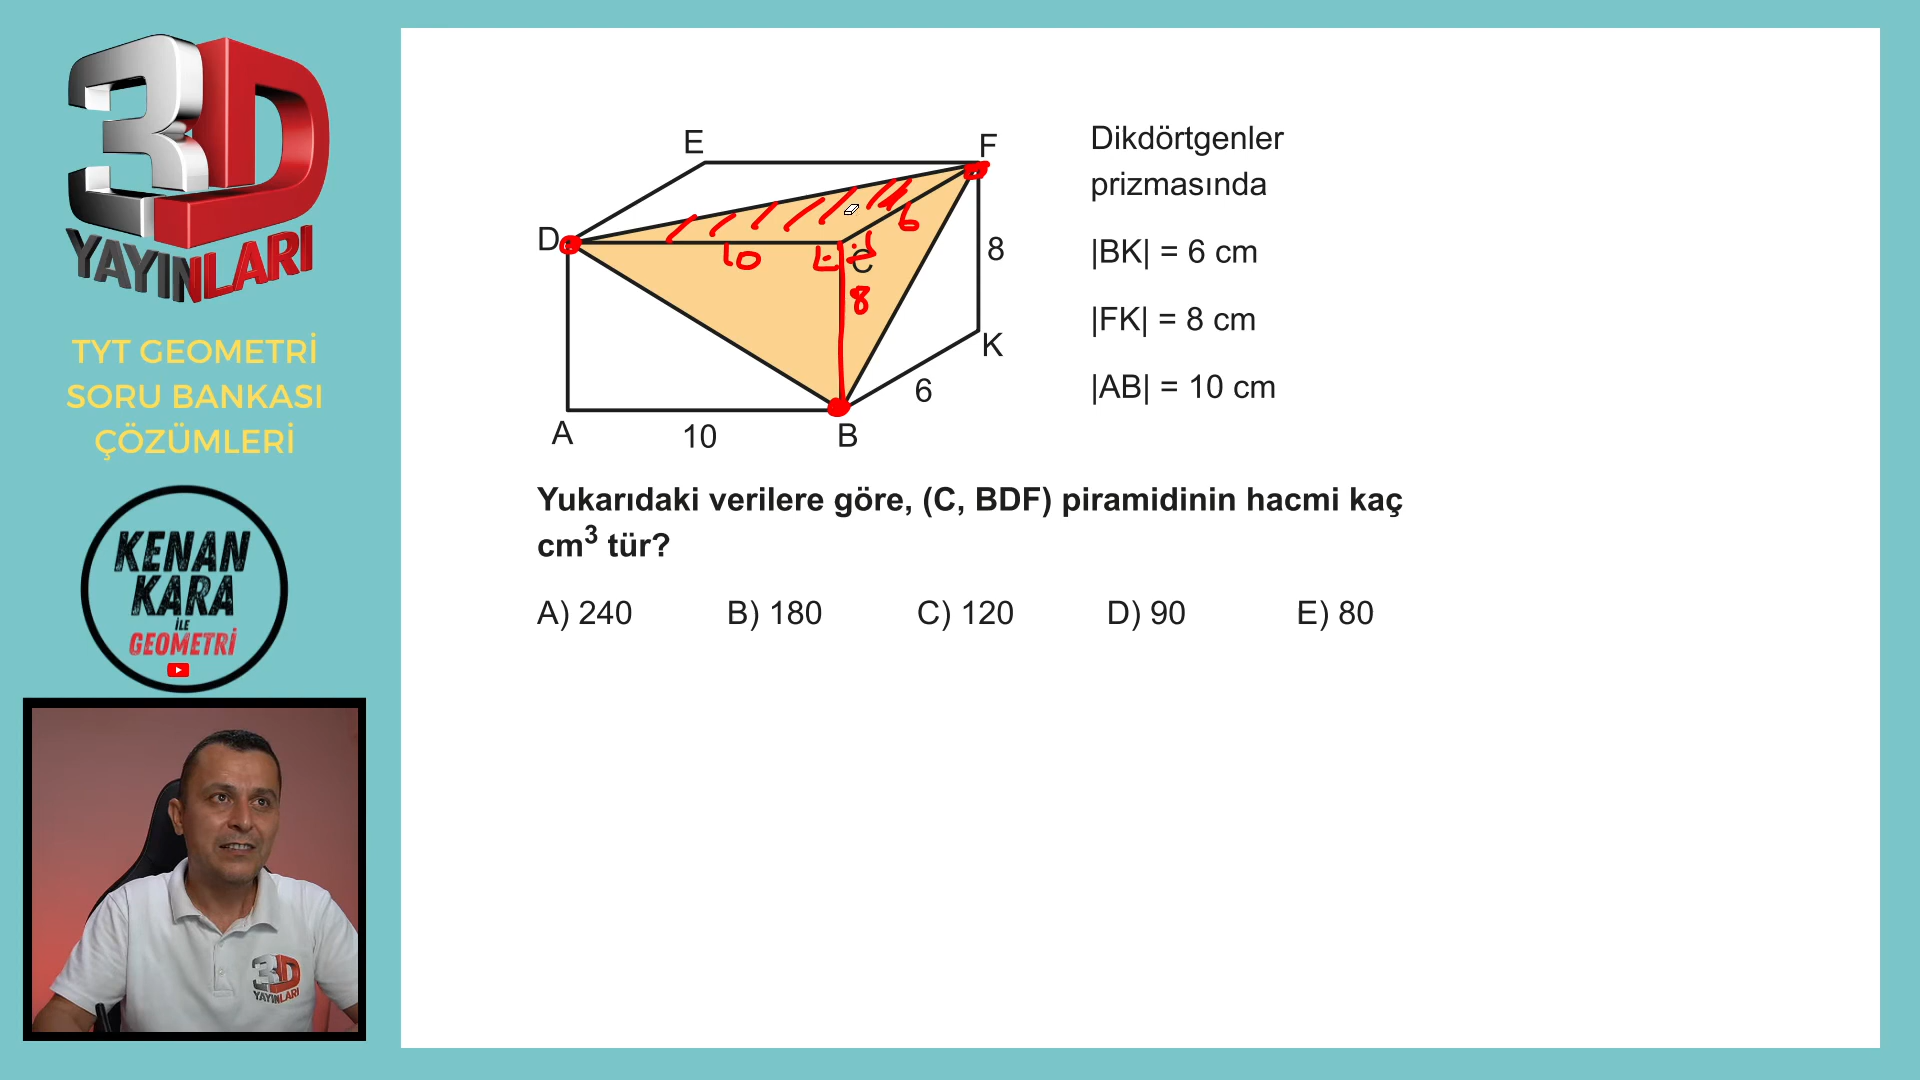 3D
YAYINLARI
TYT GEOMETRİ
SORU BANKASI
ÇÖZÜMLERİ
KENAN
KARA
İLE
GEOMETRİ
3D
YAYINLARI
E
F
D
C
10
6
8
8
K
6
A
10
B
Dikdörtgenler
prizmasında
|BK| = 6 cm
|FK| = 8 cm
|AB| = 10 cm
Yukarıdaki verilere göre, (C, BDF) piramidinin hacmi kaç
cm³ tür?
A) 240 B) 180 C) 120 D) 90 E) 80